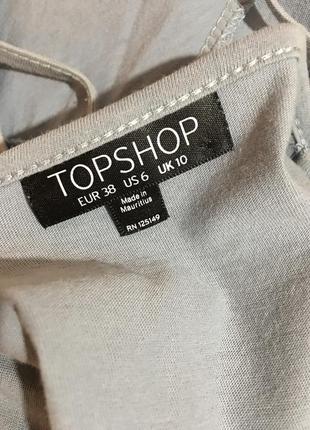 TOPSHOP
EUR 38 US 6 UK 10
Made in
Mauritius
RN 125149